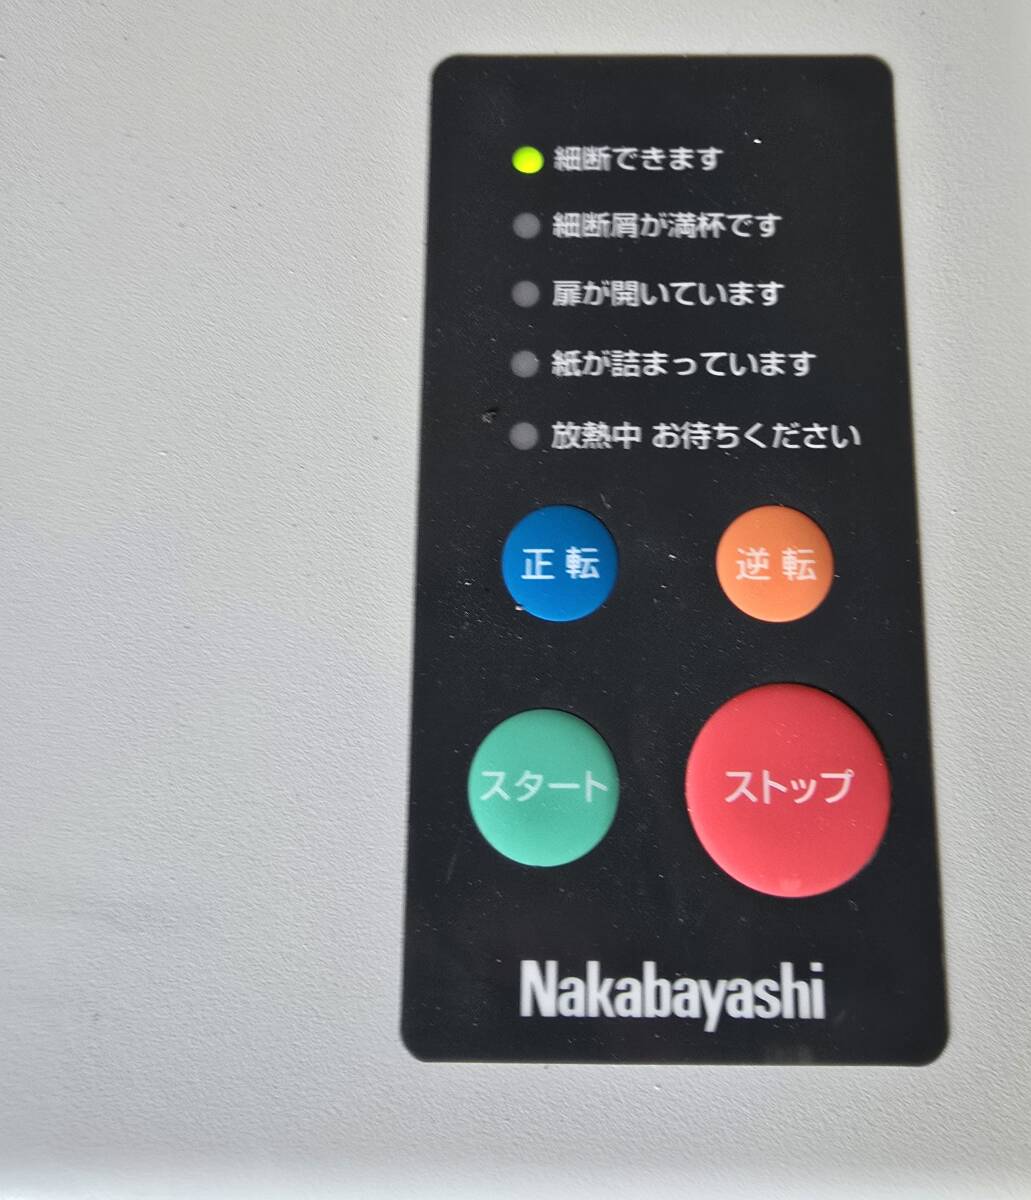 細断できます
細断屑が満杯です
扉が開いています
紙が詰まっています
放熱中 お待ちください
正転 逆転
スタート ストップ
Nakabayashi